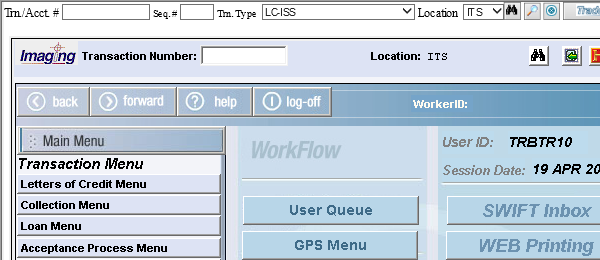 Trn./Acct. # Seq. # Trn. Type LC-ISS Location ITS
Imaging Transaction Number: Location: ITS
back forward help log-off WorkerID:
Main Menu
Transaction Menu
Letters of Credit Menu
Collection Menu
Loan Menu
Acceptance Process Menu
WorkFlow
User Queue
GPS Menu
User ID: TRBTR10
Session Date: 19 APR 20
SWIFT Inbox
WEB Printing